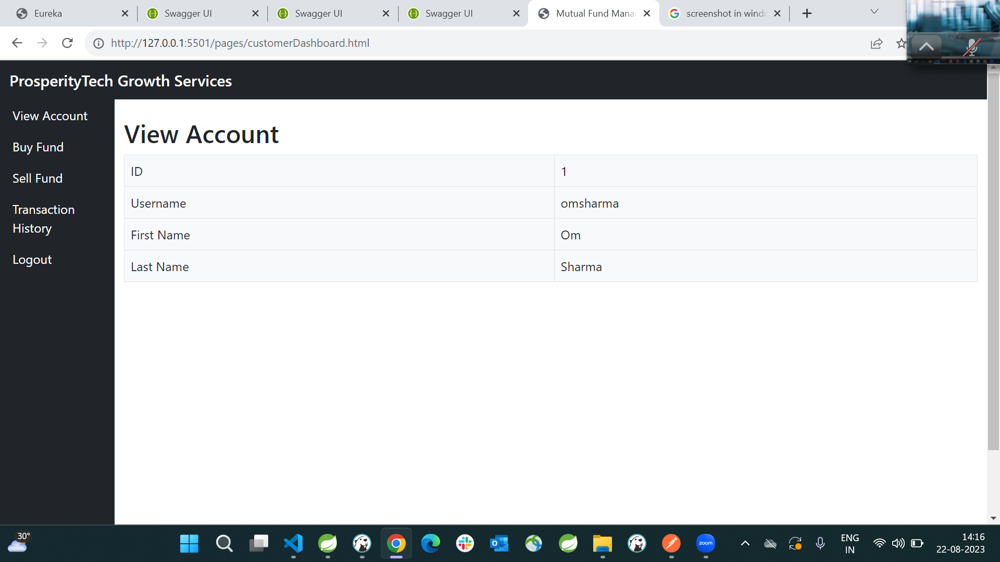 Eureka
Swagger UI
Swagger UI
Swagger UI
Mutual Fund Mana
screenshot in windo
http://127.0.0.1:5501/pages/customerDashboard.html
ProsperityTech Growth Services
View Account
Buy Fund
Sell Fund
Transaction
History
Logout
View Account
ID 1
Username omsharma
First Name Om
Last Name Sharma
30°
zoom
ENG
IN
14:16
22-08-2023